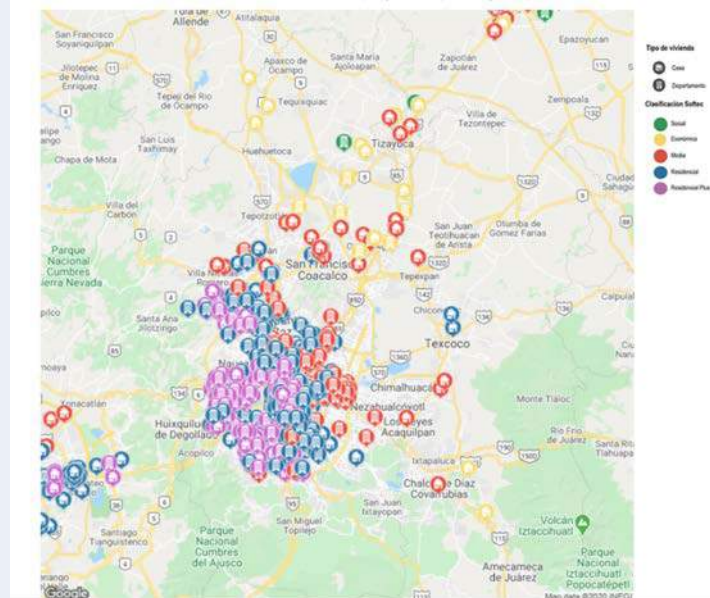 Allende
Atitalaquia
San Francisco
Soyaniquilpan
Epazoyucan
Jilotepec
de Molina
Enríquez
Apaxco de
Ocampo
Santa María
Ajoloapan
Zapotlán
de Juárez
Tepeji del Río
de Ocampo
Tequixquiac
Zempoala
Villa de
Tezontepec
San Luis
Taxhimay
Chapa de Mota
Huehuetoca
Tizayuca
Ciudad
Sahagún
Villa del
Carbón
Tepotzotlán
San Juan
Teotihuacan
de Arista
Otumba de
Gómez Farías
Parque
Nacional
Cumbres
Sierra Nevada
San Francisco
Coacalco
Tepexpan
Santa Ana
Jilotzingo
Texcoco
Chimalhuacán
Nezahualcóyotl
Los Reyes
Acaquilpan
Monte Tlaloc
Xonacatlán
Huixquilucan
de Degollado
Acopilco
Río Frío
de Juárez
Santa Rita
Tlahuapan
Ixtapaluca
Chalco de Díaz
Covarrubias
San Juan
Ixtayopan
San Miguel
Topilejo
Santiago
Tianguistenco
Parque
Nacional
Cumbres
del Ajusco
Volcán
Iztaccíhuatl
Amecameca
de Juárez
Parque
Nacional
Iztaccíhuatl -
Popocatépetl
Google
Map data ©2020 INEGI
Tipo de vivienda
Casa
Departamento
Clasificación Softec
Social
Económica
Media
Residencial
Residencial Plus